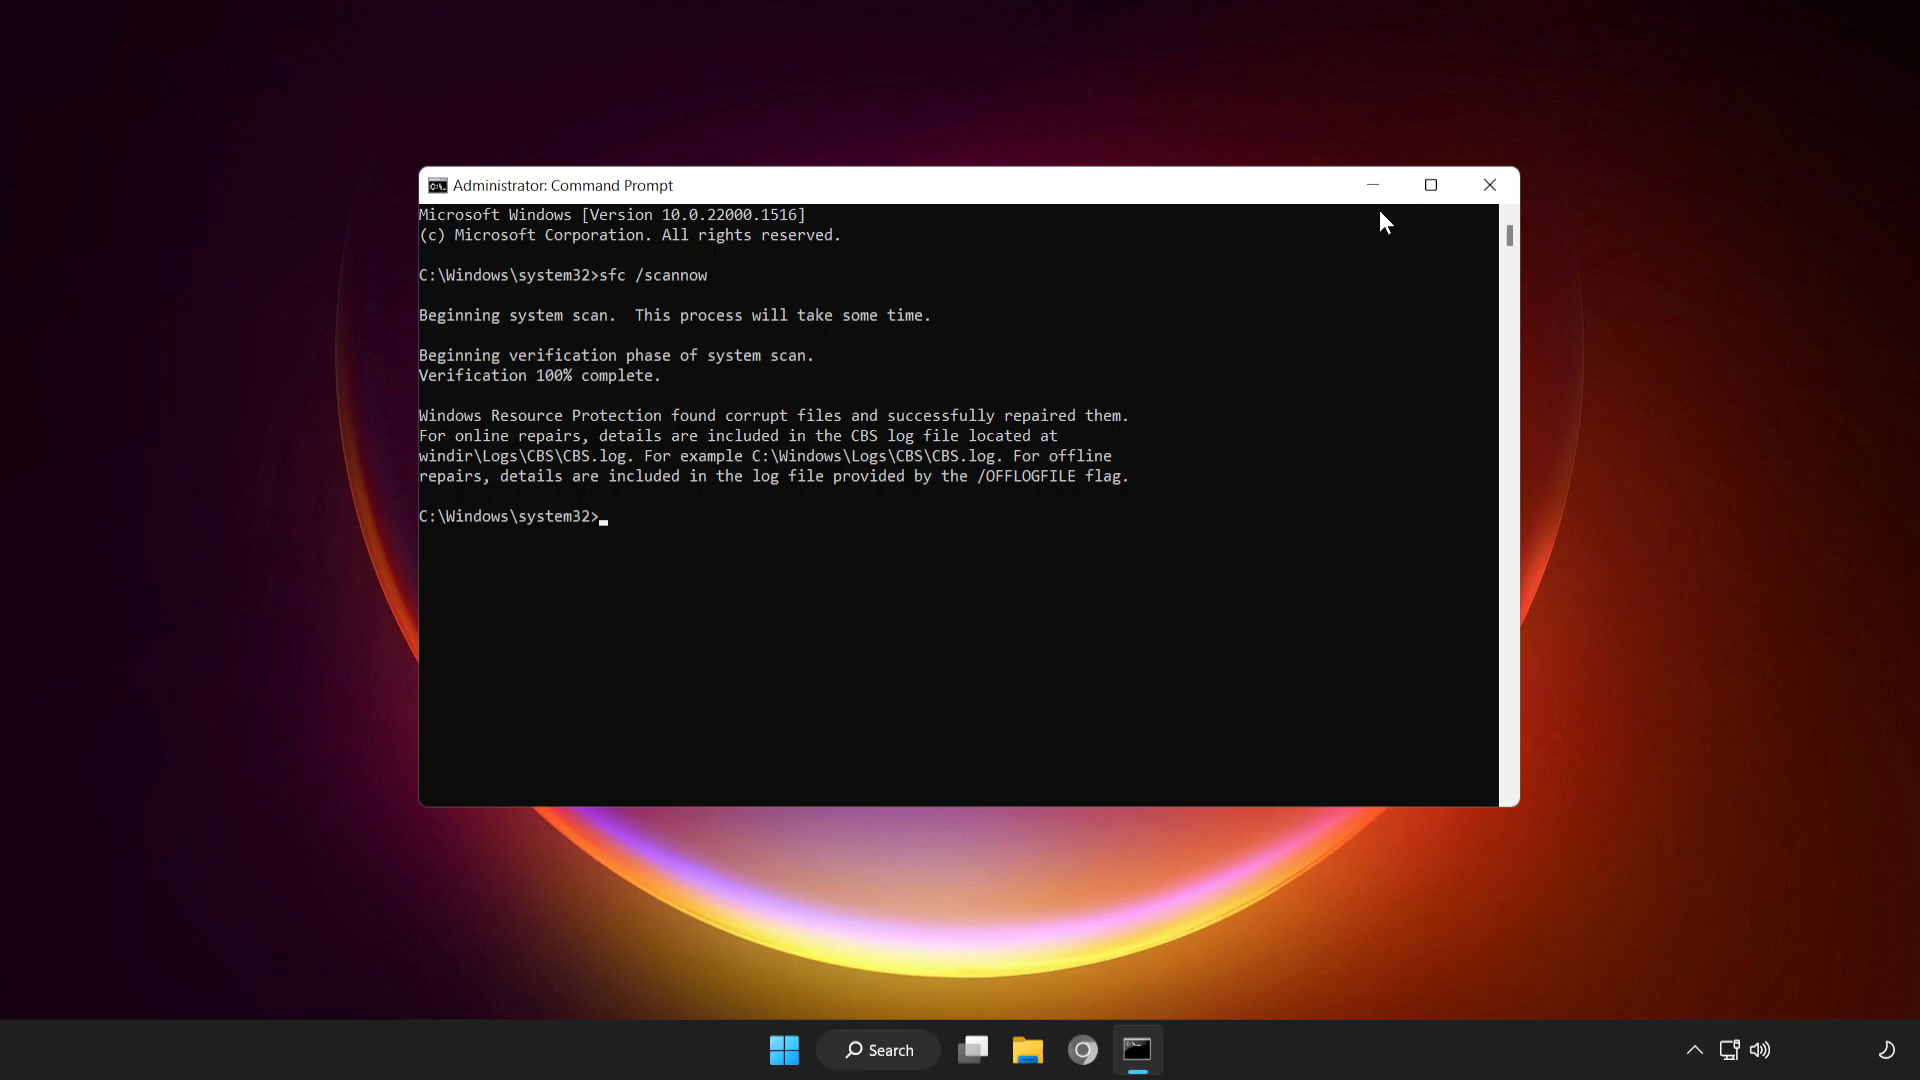 Administrator: Command Prompt
Microsoft Windows [Version 10.0.22000.1516]
(c) Microsoft Corporation. All rights reserved.
C:\Windows\system32>sfc /scannow
Beginning system scan.  This process will take some time.
Beginning verification phase of system scan.
Verification 100% complete.
Windows Resource Protection found corrupt files and successfully repaired them.
For online repairs, details are included in the CBS log file located at
windir\Logs\CBS\CBS.log. For example C:\Windows\Logs\CBS\CBS.log. For offline
repairs, details are included in the log file provided by the /OFFLOGFILE flag.
C:\Windows\system32>
Search